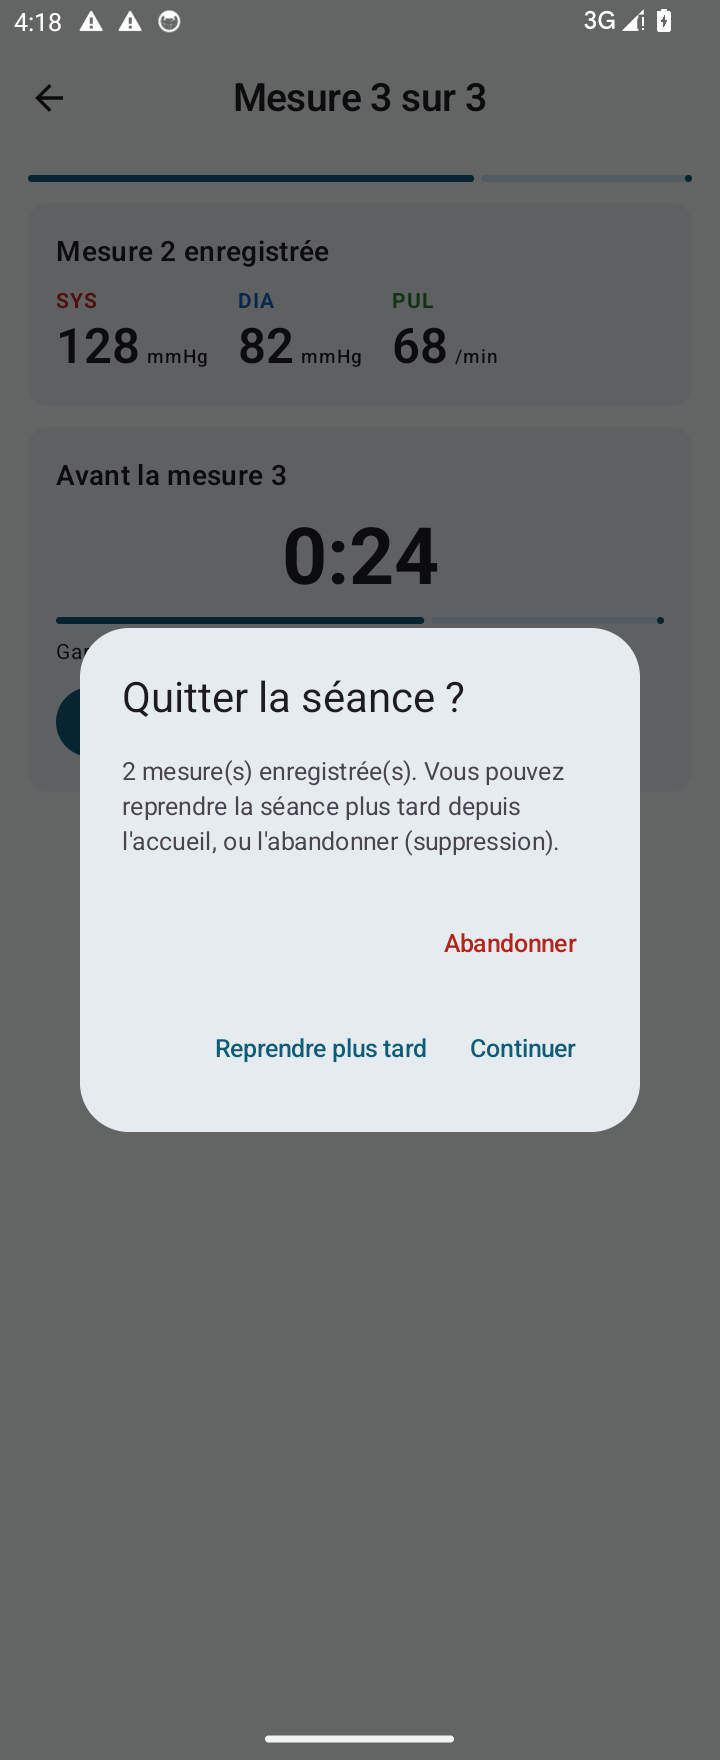 4:18
3G
Mesure 3 sur 3
Mesure 2 enregistrée
SYS DIA PUL
128 mmHg 82 mmHg 68 /min
Avant la mesure 3
0:24
Quitter la séance ?
2 mesure(s) enregistrée(s). Vous pouvez
reprendre la séance plus tard depuis
l'accueil, ou l'abandonner (suppression).
Abandonner
Reprendre plus tard Continuer